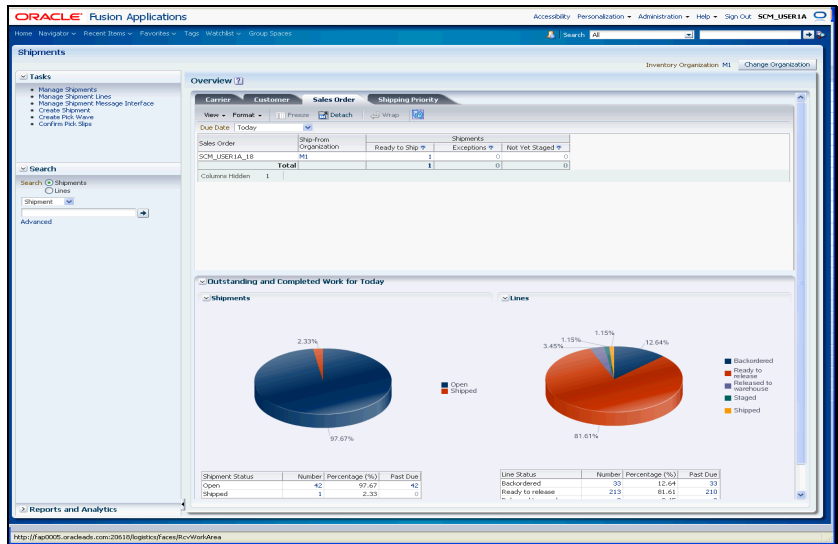 ORACLE Fusion Applications
Accessibility Personalization Administration Help Sign Out SCM_USER1A
Home Navigator Recent Items Favorites Tags Watchlist Group Spaces
Search All
Shipments
Inventory Organization M1 Change Organization
Tasks
Manage Shipments
Manage Shipment Lines
Manage Shipment Message Interface
Create Shipment
Create Pick Wave
Confirm Pick Slips
Search
Search Shipments
Lines
Shipment
Advanced
Reports and Analytics
Overview
Carrier Customer Sales Order Shipping Priority
View Format Freeze Detach Wrap
Due Date Today
Sales Order Ship-from Organization Shipments
Ready to Ship Exceptions Not Yet Staged
SCM_USER1A_18 M1 1 0 0
Total 1 0 0
Columns Hidden 1
Outstanding and Completed Work for Today
Shipments
2.33%
97.67%
Open
Shipped
Shipment Status Number Percentage (%) Past Due
Open 42 97.67 42
Shipped 1 2.33 0
Lines
1.15%
1.15%
3.45%
12.64%
81.61%
Backordered
Ready to release
Released to warehouse
Staged
Shipped
Line Status Number Percentage (%) Past Due
Backordered 33 12.64 33
Ready to release 213 81.61 210
http://fap0005.oracleads.com:20618/logistics/faces/RcvWorkArea